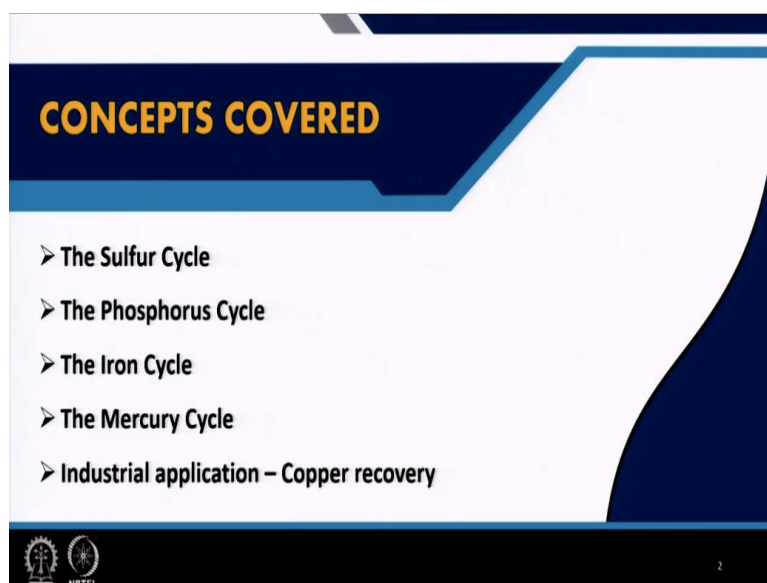 CONCEPTS COVERED
➢ The Sulfur Cycle
➢ The Phosphorus Cycle
➢ The Iron Cycle
➢ The Mercury Cycle
➢ Industrial application – Copper recovery
NPTEL
2